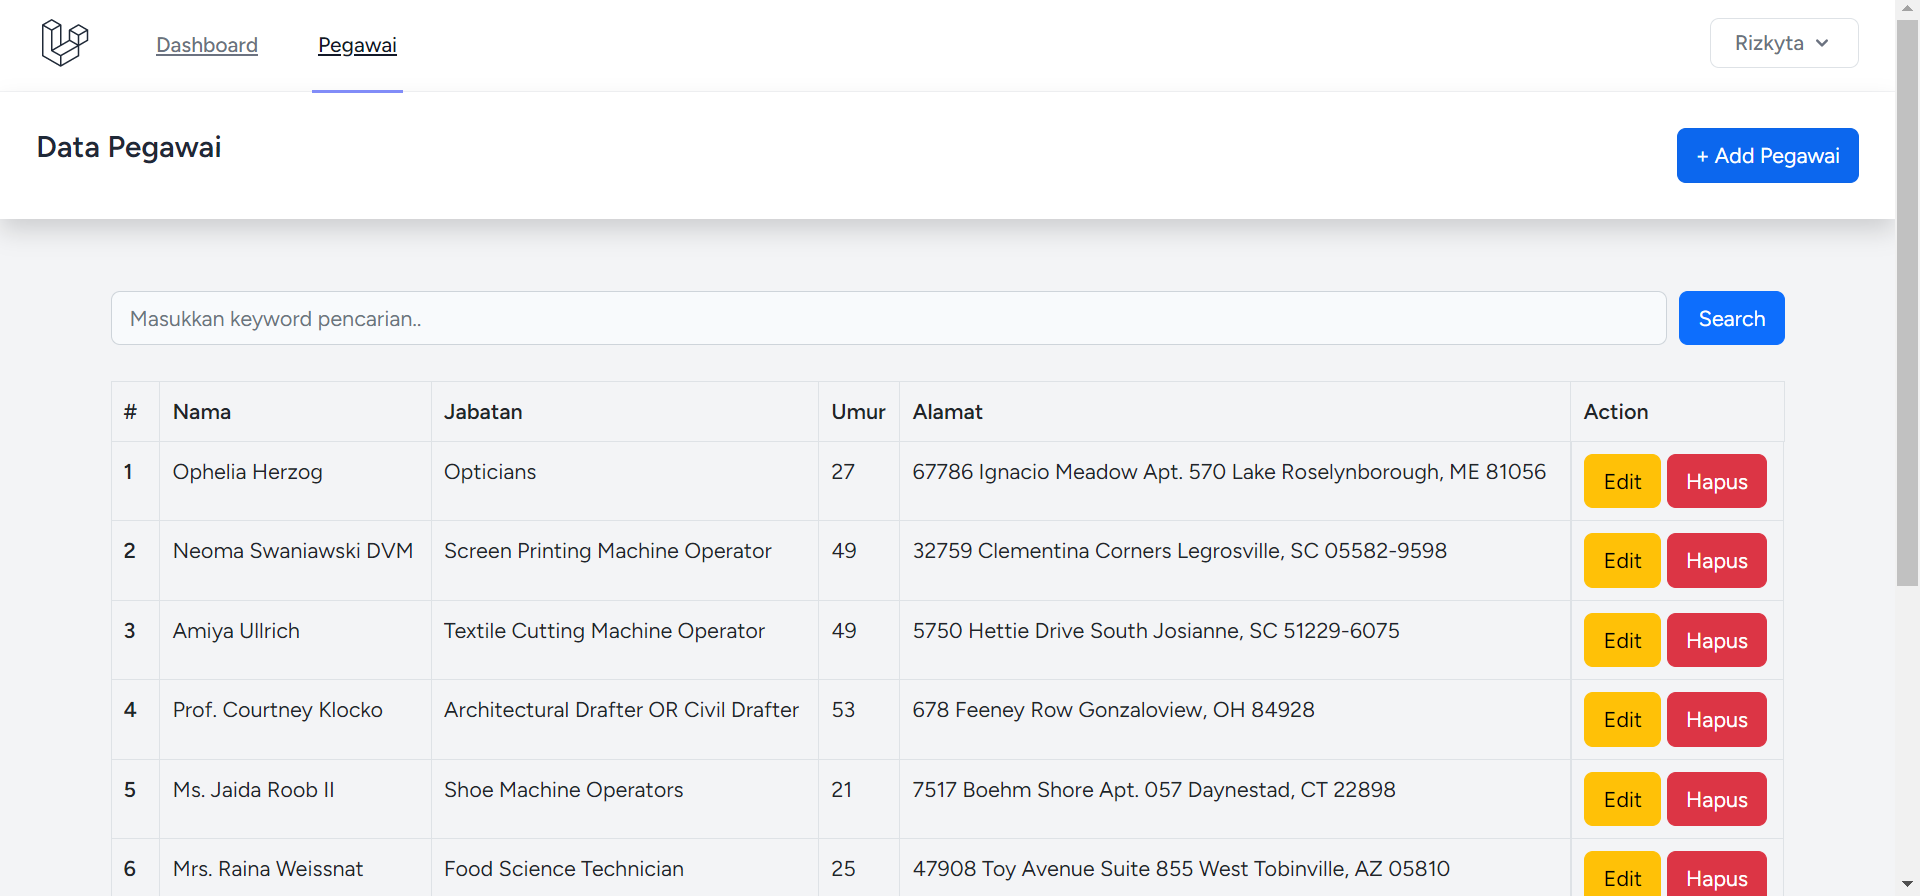 Dashboard Pegawai Rizkyta
Data Pegawai + Add Pegawai
Masukkan keyword pencarian.. Search
# Nama Jabatan Umur Alamat Action
1 Ophelia Herzog Opticians 27 67786 Ignacio Meadow Apt. 570 Lake Roselynborough, ME 81056 Edit Hapus
2 Neoma Swaniawski DVM Screen Printing Machine Operator 49 32759 Clementina Corners Legrosville, SC 05582-9598 Edit Hapus
3 Amiya Ullrich Textile Cutting Machine Operator 49 5750 Hettie Drive South Josianne, SC 51229-6075 Edit Hapus
4 Prof. Courtney Klocko Architectural Drafter OR Civil Drafter 53 678 Feeney Row Gonzaloview, OH 84928 Edit Hapus
5 Ms. Jaida Roob II Shoe Machine Operators 21 7517 Boehm Shore Apt. 057 Daynestad, CT 22898 Edit Hapus
6 Mrs. Raina Weissnat Food Science Technician 25 47908 Toy Avenue Suite 855 West Tobinville, AZ 05810 Edit Hapus